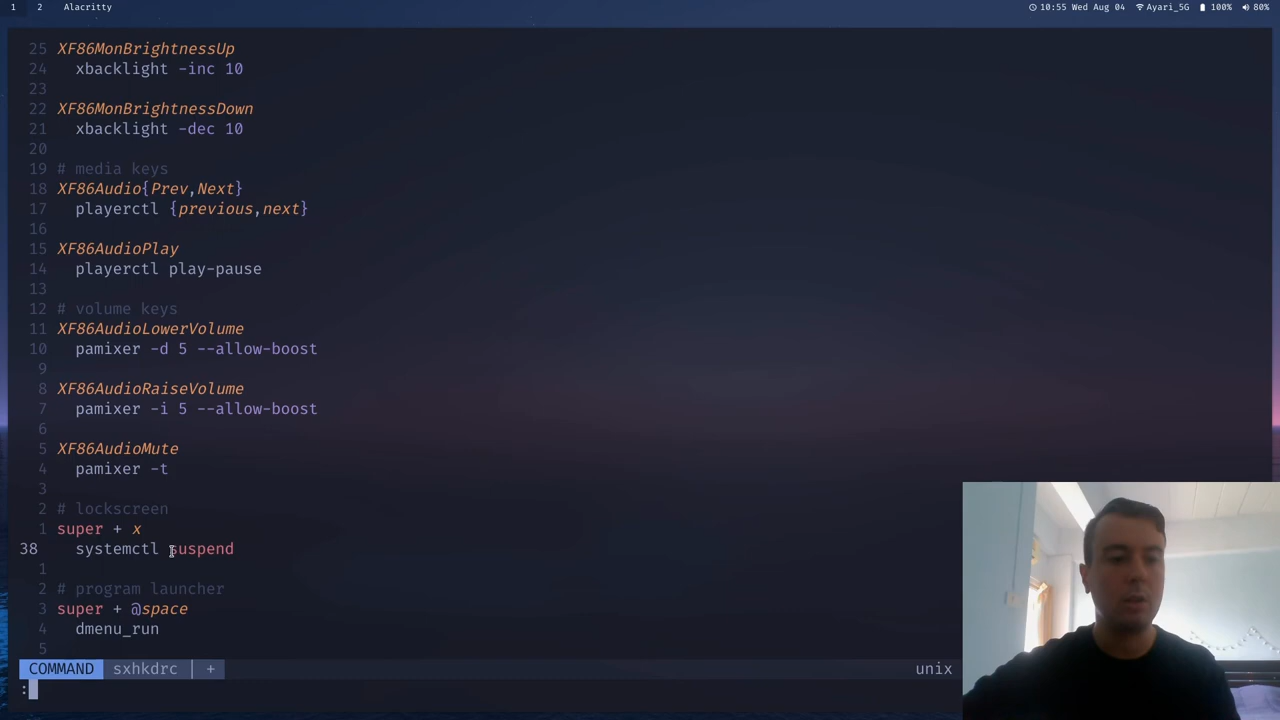 1 2 Alacritty 10:55 Wed Aug 04 Ayari_5G 100% 80%
25 XF86MonBrightnessUp
24 xbacklight -inc 10
23
22 XF86MonBrightnessDown
21 xbacklight -dec 10
20
19 # media keys
18 XF86Audio{Prev,Next}
17 playerctl {previous,next}
16
15 XF86AudioPlay
14 playerctl play-pause
13
12 # volume keys
11 XF86AudioLowerVolume
10 pamixer -d 5 --allow-boost
9
8 XF86AudioRaiseVolume
7 pamixer -i 5 --allow-boost
6
5 XF86AudioMute
4 pamixer -t
3
2 # lockscreen
1 super + x
38 systemctl suspend
1
2 # program launcher
3 super + @space
4 dmenu_run
5
COMMAND sxhkdrc | + unix
: